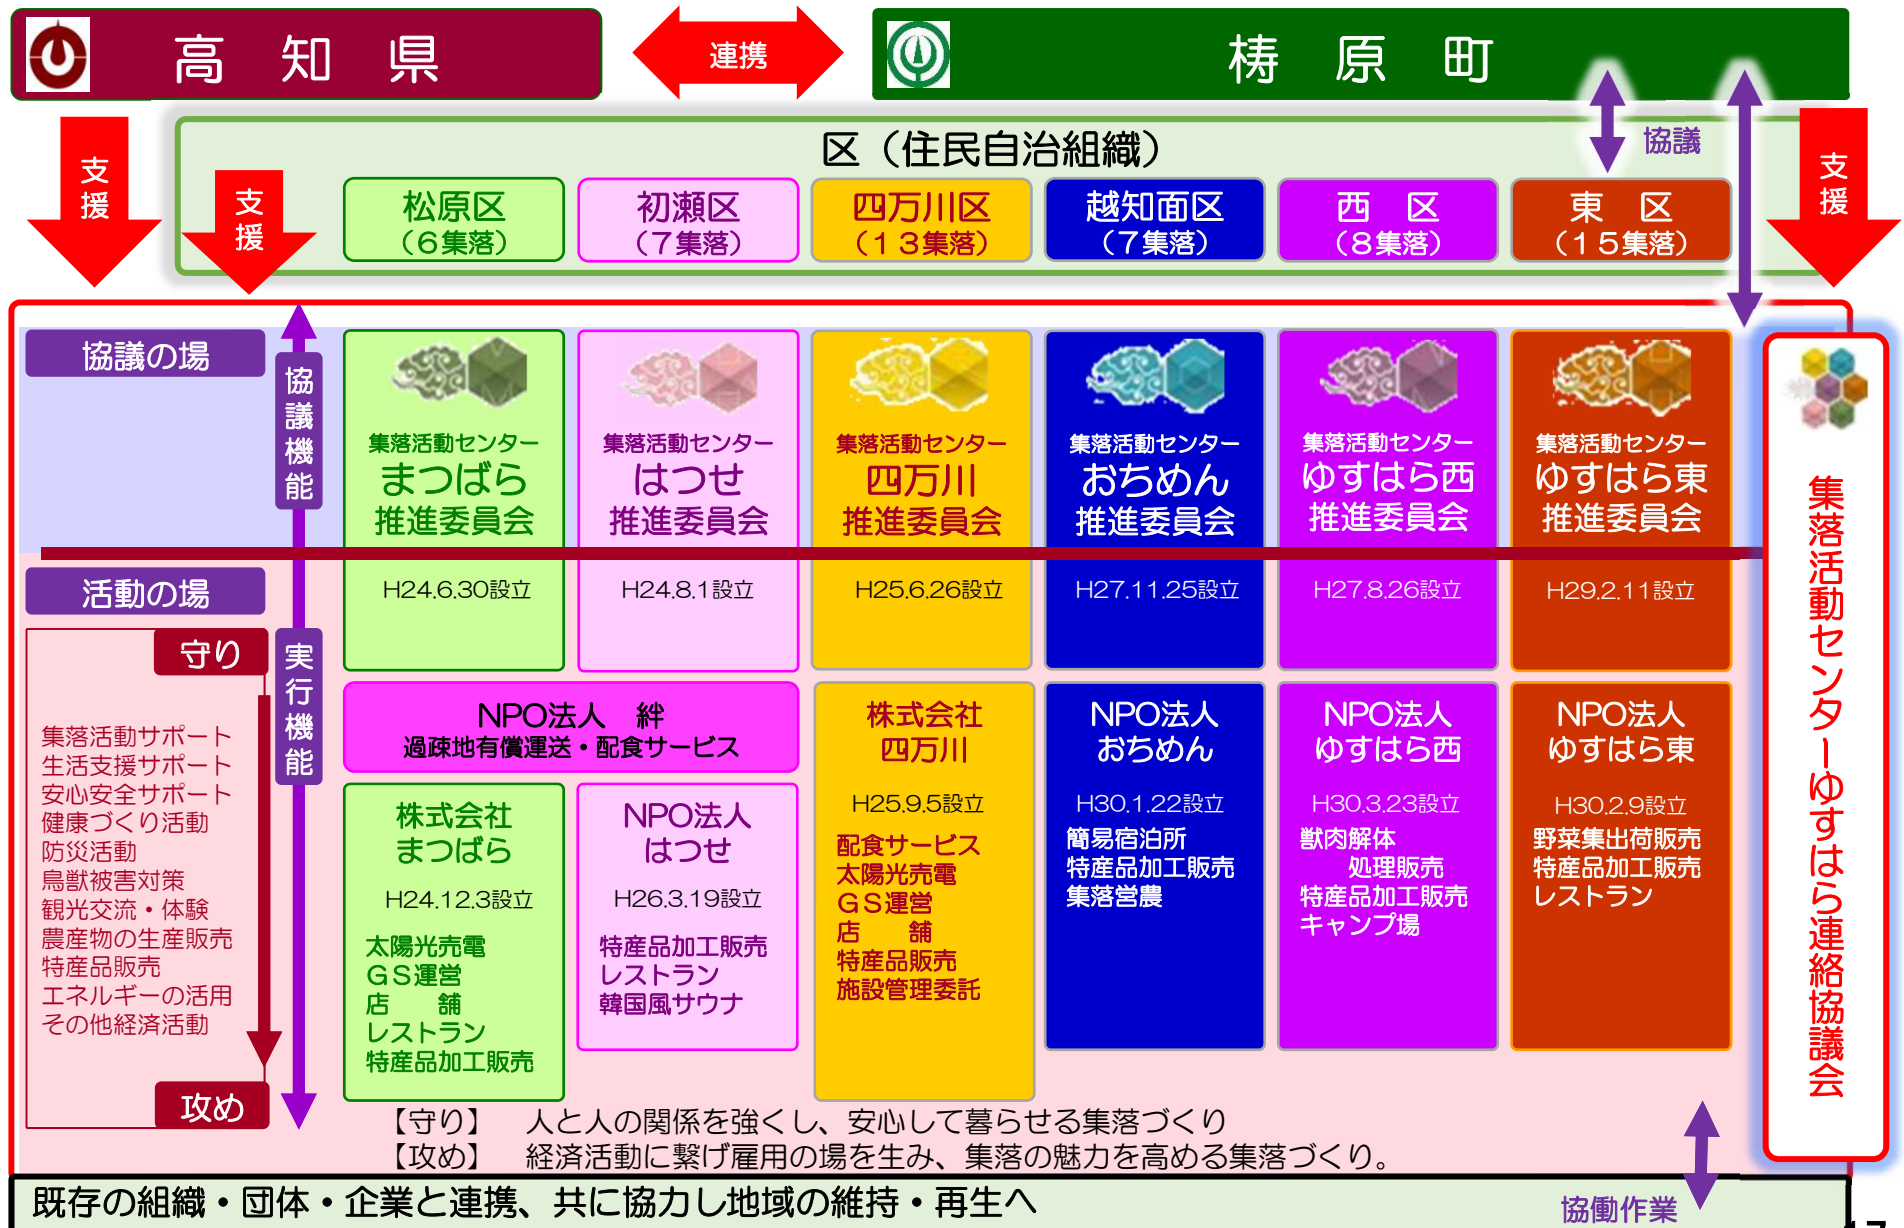 高知県
連携
梼原町
支援
支援
区（住民自治組織）
協議
支援
松原区
（６集落）
初瀬区
（７集落）
四万川区
（１３集落）
越知面区
（７集落）
西　区
（８集落）
東　区
（１５集落）
協議の場
協議機能
集落活動センター
まつばら
推進委員会
H24.6.30設立
集落活動センター
はつせ
推進委員会
H24.8.1設立
集落活動センター
四万川
推進委員会
H25.6.26設立
集落活動センター
おちめん
推進委員会
H27.11.25設立
集落活動センター
ゆすはら西
推進委員会
H27.8.26設立
集落活動センター
ゆすはら東
推進委員会
H29.2.11設立
集落活動センターゆすはら連絡協議会
活動の場
実行機能
守り
集落活動サポート
生活支援サポート
安心安全サポート
健康づくり活動
防災活動
鳥獣被害対策
観光交流・体験
農産物の生産販売
特産品販売
エネルギーの活用
その他経済活動
攻め
NPO法人　絆
過疎地有償運送・配食サービス
株式会社
まつばら
H24.12.3設立
太陽光売電
ＧＳ運営
店　　舗
レストラン
特産品加工販売
NPO法人
はつせ
H26.3.19設立
特産品加工販売
レストラン
韓国風サウナ
株式会社
四万川
H25.9.5設立
配食サービス
太陽光売電
ＧＳ運営
店　　舗
特産品販売
施設管理委託
NPO法人
おちめん
H30.1.22設立
簡易宿泊所
特産品加工販売
集落営農
NPO法人
ゆすはら西
H30.3.23設立
獣肉解体
処理販売
特産品加工販売
キャンプ場
NPO法人
ゆすはら東
H30.2.9設立
野菜集出荷販売
特産品加工販売
レストラン
【守り】　人と人の関係を強くし、安心して暮らせる集落づくり
【攻め】　経済活動に繋げ雇用の場を生み、集落の魅力を高める集落づくり。
既存の組織・団体・企業と連携、共に協力し地域の維持・再生へ
協働作業